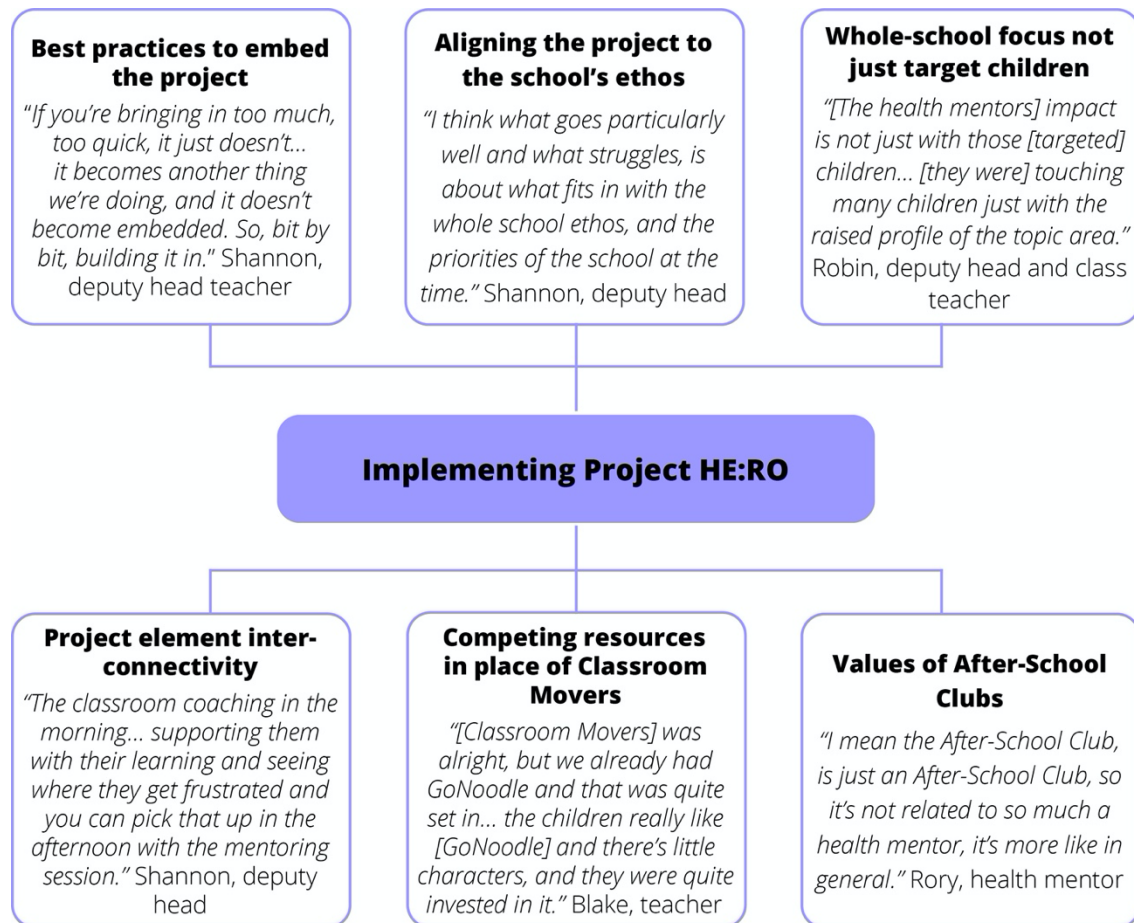 Best practices to embed
the project
“If you’re bringing in too much,
too quick, it just doesn’t...
it becomes another thing
we’re doing, and it doesn’t
become embedded. So, bit by
bit, building it in.” Shannon,
deputy head teacher
Aligning the project to
the school’s ethos
“I think what goes particularly
well and what struggles, is
about what fits in with the
whole school ethos, and the
priorities of the school at the
time.” Shannon, deputy head
Whole-school focus not
just target children
“[The health mentors] impact
is not just with those [targeted]
children... [they were] touching
many children just with the
raised profile of the topic area.”
Robin, deputy head and class
teacher
Implementing Project HE:RO
Project element inter-
connectivity
“The classroom coaching in the
morning... supporting them
with their learning and seeing
where they get frustrated and
you can pick that up in the
afternoon with the mentoring
session.” Shannon, deputy
head
Competing resources
in place of Classroom
Movers
“[Classroom Movers] was
alright, but we already had
GoNoodle and that was quite
set in... the children really like
[GoNoodle] and there’s little
characters, and they were quite
invested in it.” Blake, teacher
Values of After-School
Clubs
“I mean the After-School Club,
is just an After-School Club, so
it’s not related to so much a
health mentor, it’s more like in
general.” Rory, health mentor